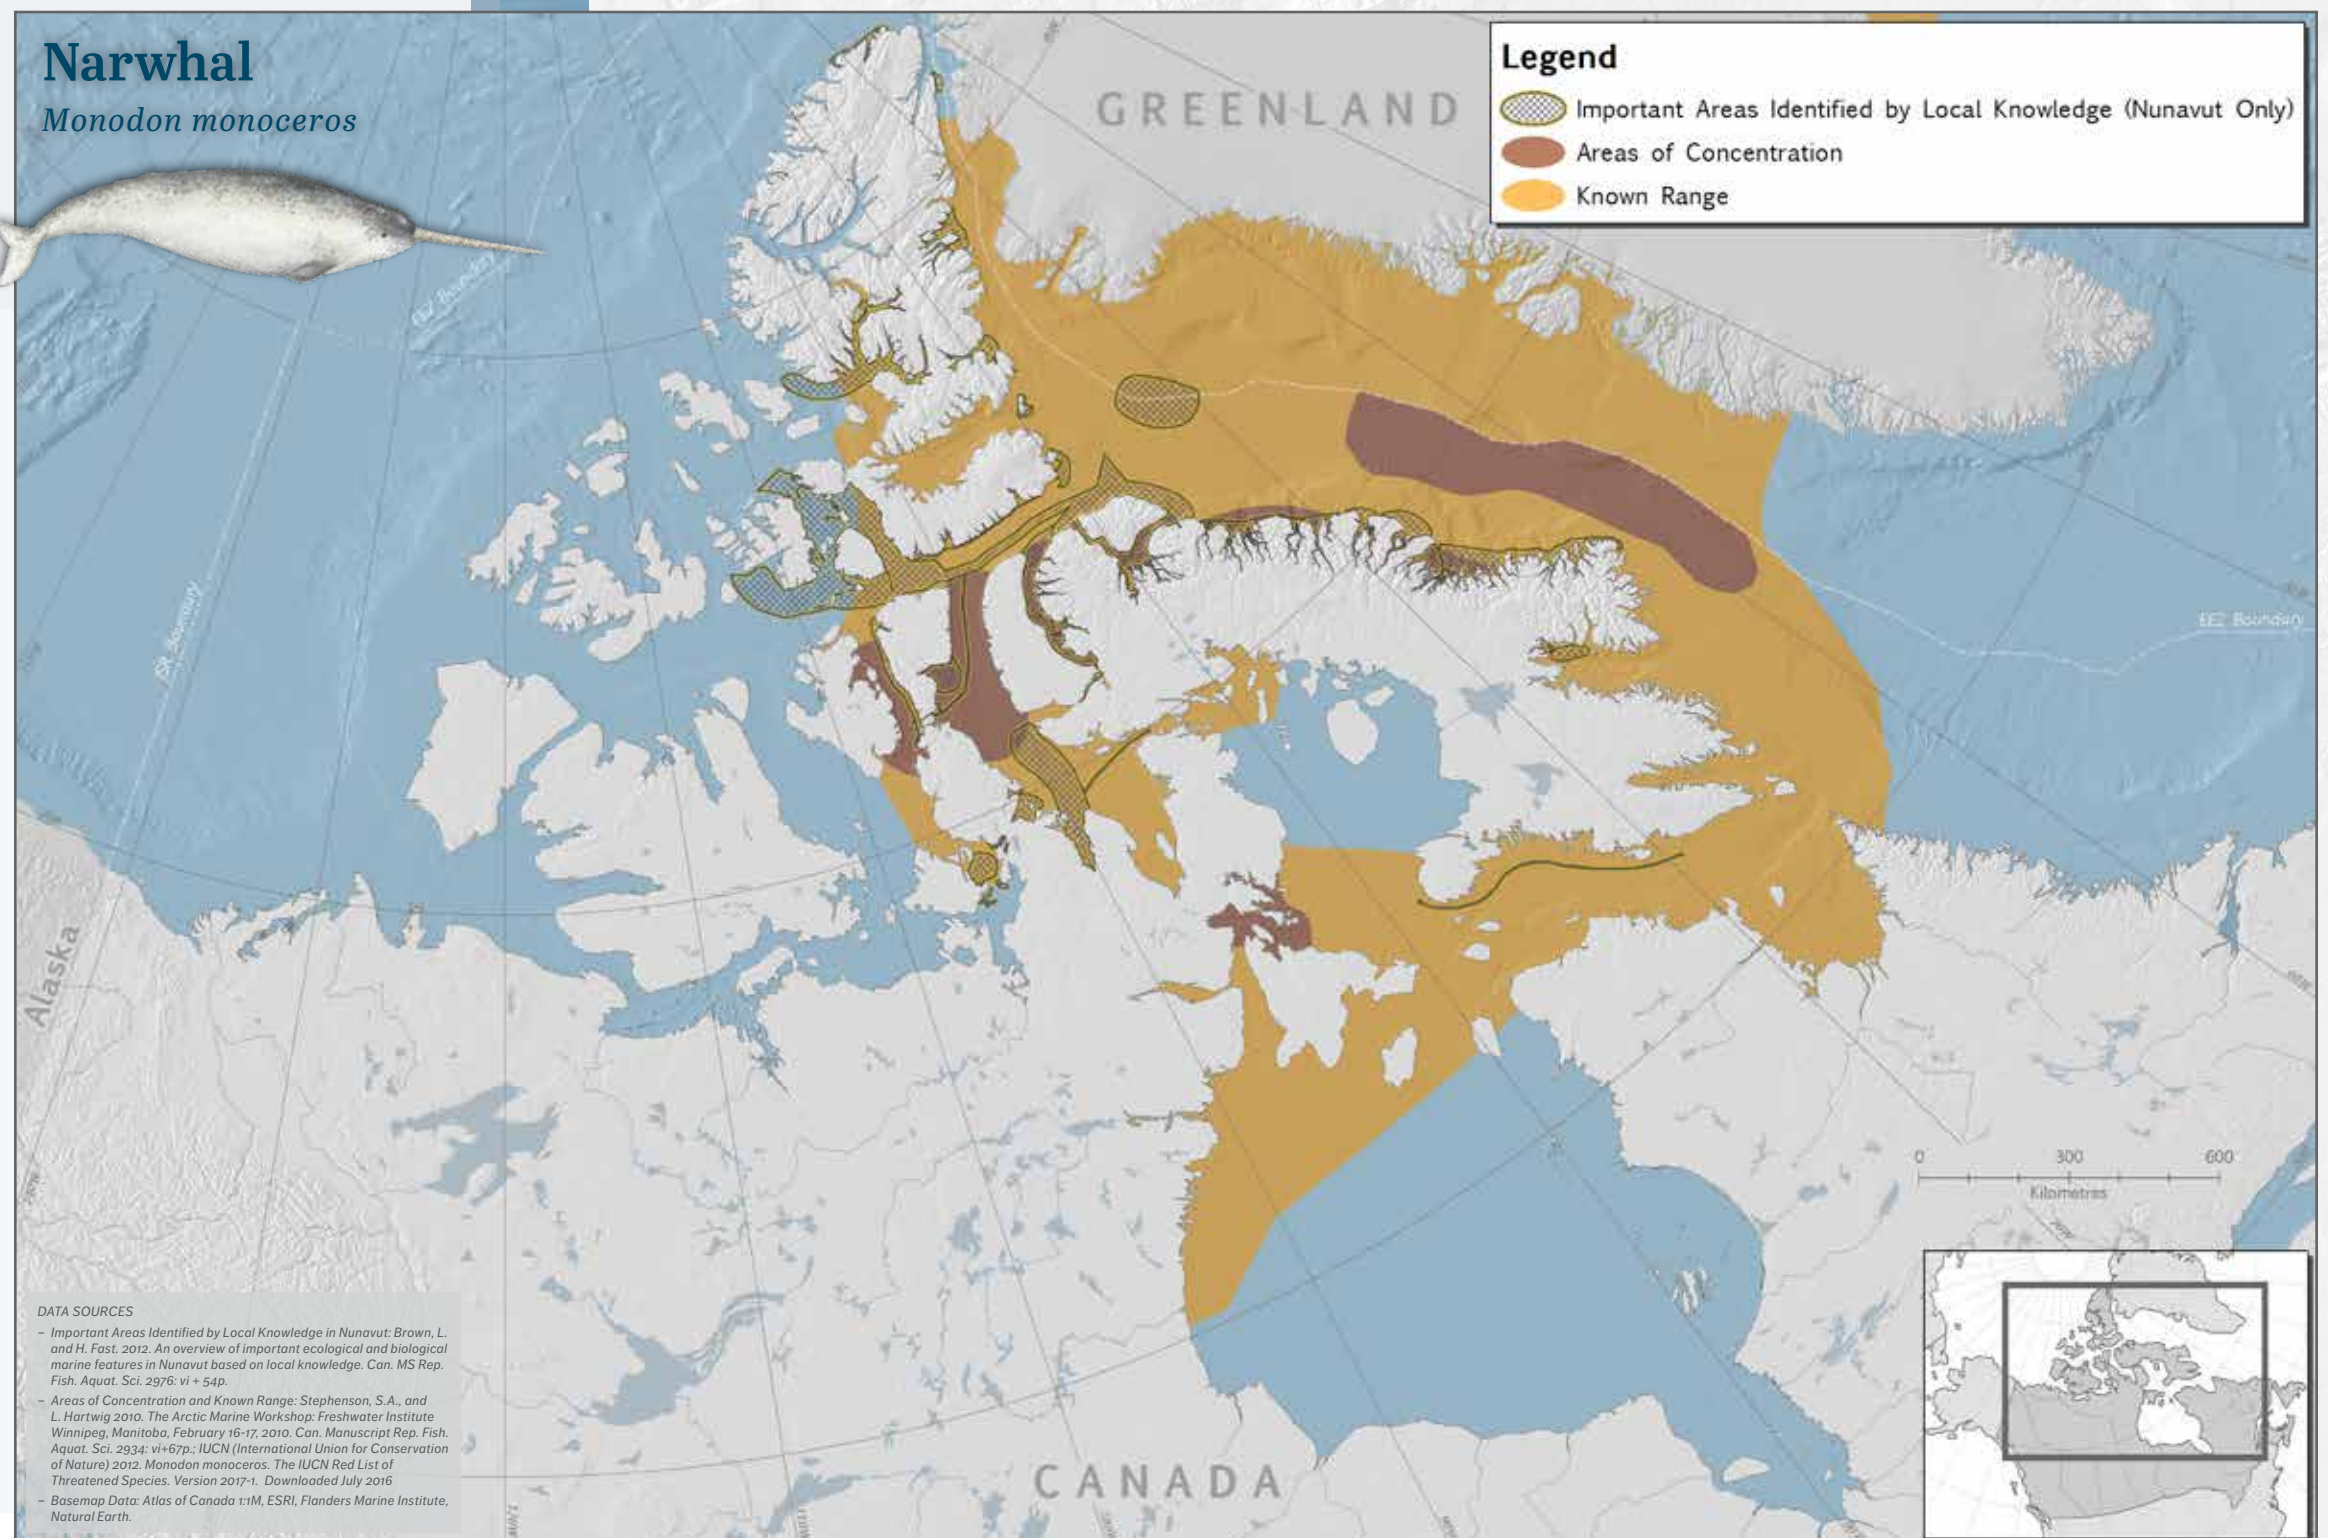 Narwhal
Monodon monoceros
Legend
Important Areas Identified by Local Knowledge (Nunavut Only)
Areas of Concentration
Known Range
GREENLAND
EEZ Boundary
ISR Boundary
EEZ Boundary
Alaska
0 300 600
Kilometres
CANADA
DATA SOURCES
– Important Areas Identified by Local Knowledge in Nunavut: Brown, L.
and H. Fast. 2012. An overview of important ecological and biological
marine features in Nunavut based on local knowledge. Can. MS Rep.
Fish. Aquat. Sci. 2976: vi + 54p.
– Areas of Concentration and Known Range: Stephenson, S.A., and
L. Hartwig 2010. The Arctic Marine Workshop: Freshwater Institute
Winnipeg, Manitoba, February 16-17, 2010. Can. Manuscript Rep. Fish.
Aquat. Sci. 2934: vi+67p.; IUCN (International Union for Conservation
of Nature) 2012. Monodon monoceros. The IUCN Red List of
Threatened Species. Version 2017-1. Downloaded July 2016
– Basemap Data: Atlas of Canada 1:1M, ESRI, Flanders Marine Institute,
Natural Earth.